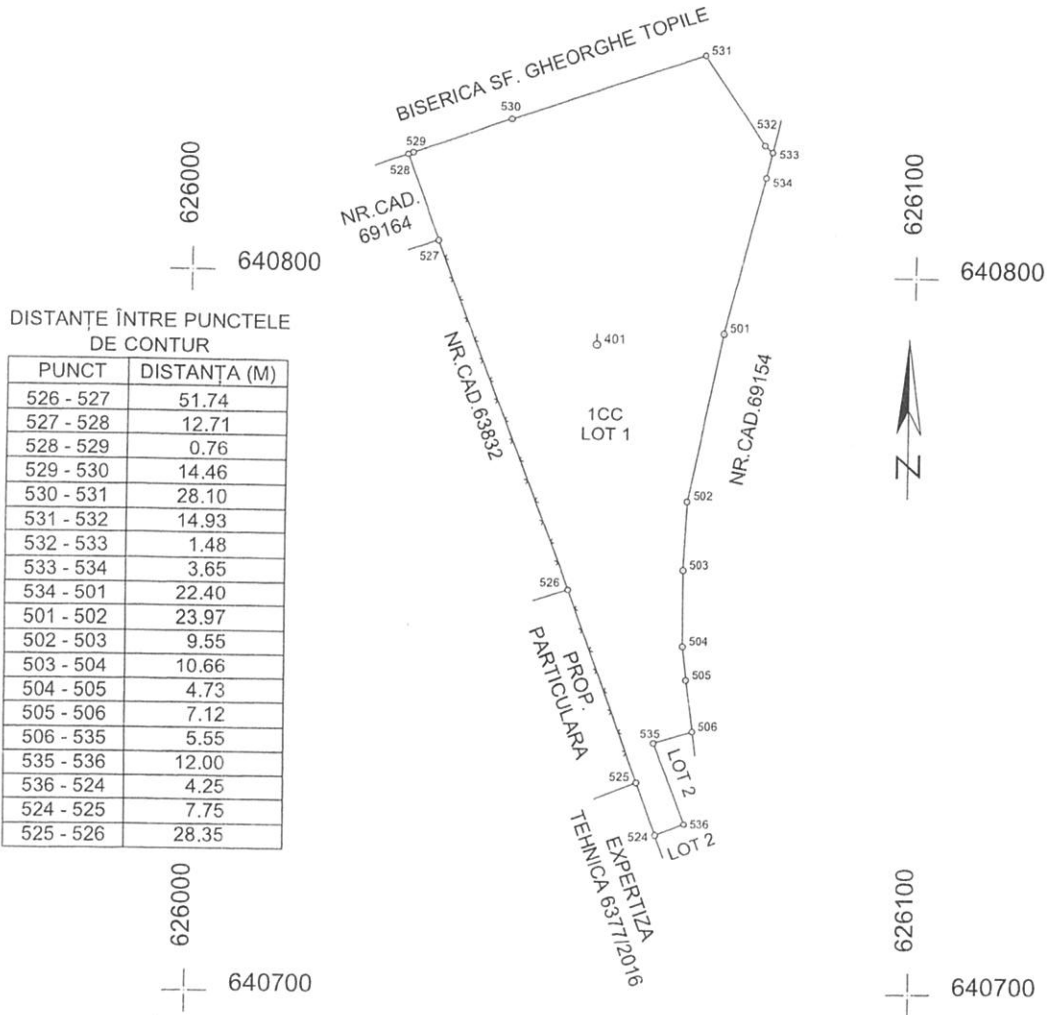 BISERICA SF. GHEORGHE TOPILE
531
530
532
533
534
529
528
626000
626100
NR.CAD.
69164
527
640800
640800
DISTANȚE ÎNTRE PUNCTELE
DE CONTUR
PUNCT DISTANȚA (M)
526 - 527 51.74
527 - 528 12.71
528 - 529 0.76
529 - 530 14.46
530 - 531 28.10
531 - 532 14.93
532 - 533 1.48
533 - 534 3.65
534 - 501 22.40
501 - 502 23.97
502 - 503 9.55
503 - 504 10.66
504 - 505 4.73
505 - 506 7.12
506 - 535 5.55
535 - 536 12.00
536 - 524 4.25
524 - 525 7.75
525 - 526 28.35
501
401
NR.CAD.63832
NR.CAD.69154
1CC
LOT 1
N
502
503
526
504
505
PROP.
PARTICULARA
506
535
LOT 2
525
536
524
LOT 2
EXPERTIZA
TEHNICA 6377/2016
626000
626100
640700
640700